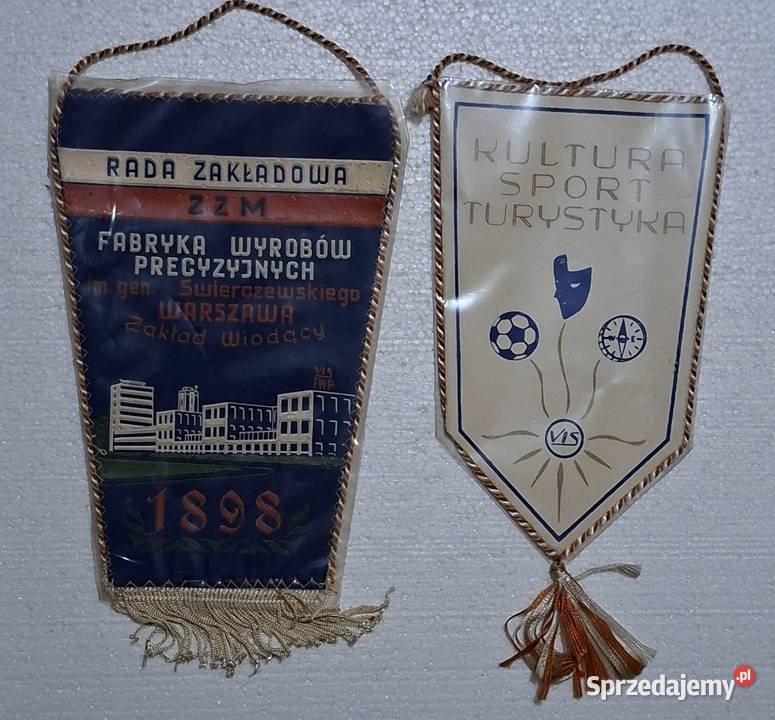 RADA ZAKŁADOWA
ZZM
FABRYKA WYROBÓW
PRECYZYJNYCH
im. gen. Świerczewskiego
WARSZAWA
Zakład Wiodący
VIS
FWP
1898
KULTURA
SPORT
TURYSTYKA
W E
VIS
Sprzedajemy.pl